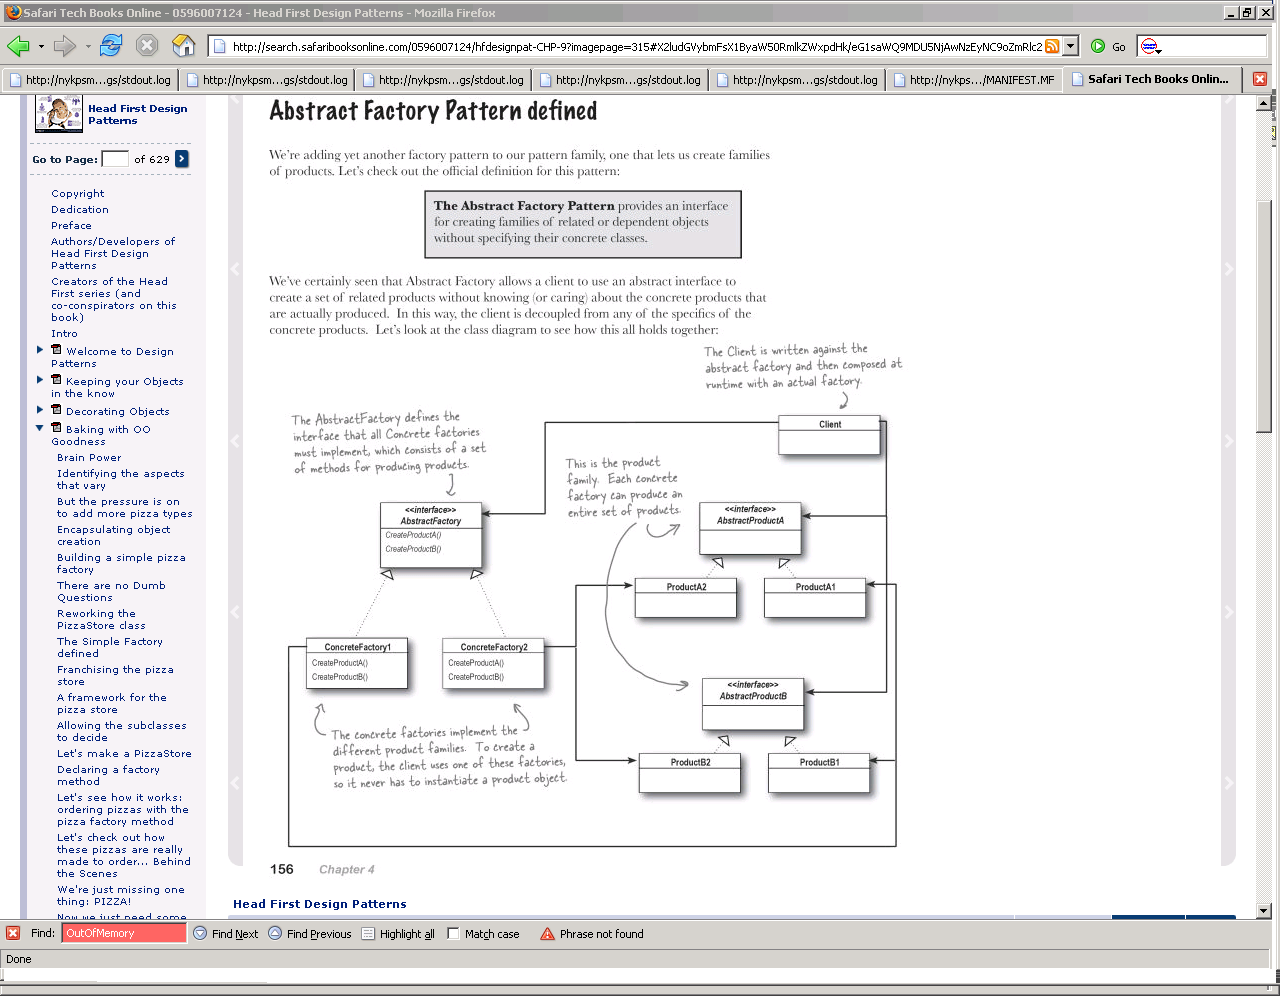 Safari Tech Books Online - 0596007124 - Head First Design Patterns - Mozilla Firefox
http://search.safaribooksonline.com/0596007124/hfdesignpat-CHP-9?imagepage=315#X2ludGVybmFsX1ByaW50RmlkZWxpdHk/eG1saWQ9MDU5NjAwNzEyNC9oZmRlc2
Go
http://nykpsm...gs/stdout.log
http://nykpsm...gs/stdout.log
http://nykpsm...gs/stdout.log
http://nykpsm...gs/stdout.log
http://nykpsm...gs/stdout.log
http://nykps.../MANIFEST.MF
Safari Tech Books Onlin...
Head First Design
Patterns
Go to Page:
of 629
Copyright
Dedication
Preface
Authors/Developers of
Head First Design
Patterns
Creators of the Head
First series (and
co-conspirators on this
book)
Intro
Welcome to Design
Patterns
Keeping your Objects
in the know
Decorating Objects
Baking with OO
Goodness
Brain Power
Identifying the aspects
that vary
But the pressure is on
to add more pizza types
Encapsulating object
creation
Building a simple pizza
factory
There are no Dumb
Questions
Reworking the
PizzaStore class
The Simple Factory
defined
Franchising the pizza
store
A framework for the
pizza store
Allowing the subclasses
to decide
Let's make a PizzaStore
Declaring a factory
method
Let's see how it works:
ordering pizzas with the
pizza factory method
Let's check out how
these pizzas are really
made to order... Behind
the Scenes
We're just missing one
thing: PIZZA!
Now we just need some
Abstract Factory Pattern defined
We're adding yet another factory pattern to our pattern family, one that lets us create families
of products. Let's check out the official definition for this pattern:
The Abstract Factory Pattern provides an interface
for creating families of related or dependent objects
without specifying their concrete classes.
We've certainly seen that Abstract Factory allows a client to use an abstract interface to
create a set of related products without knowing (or caring) about the concrete products that
are actually produced. In this way, the client is decoupled from any of the specifics of the
concrete products. Let's look at the class diagram to see how this all holds together:
The Client is written against the
abstract factory and then composed at
runtime with an actual factory.
The AbstractFactory defines the
interface that all Concrete factories
must implement, which consists of a set
of methods for producing products.
Client
This is the product
family. Each concrete
factory can produce an
entire set of products.
<<interface>>
AbstractFactory
CreateProductA()
CreateProductB()
<<interface>>
AbstractProductA
ProductA2
ProductA1
ConcreteFactory1
CreateProductA()
CreateProductB()
ConcreteFactory2
CreateProductA()
CreateProductB()
<<interface>>
AbstractProductB
ProductB2
ProductB1
The concrete factories implement the
different product families. To create a
product, the client uses one of these factories,
so it never has to instantiate a product object.
156
Chapter 4
Head First Design Patterns
Find:
OutOfMemory
Find Next
Find Previous
Highlight all
Match case
Phrase not found
Done